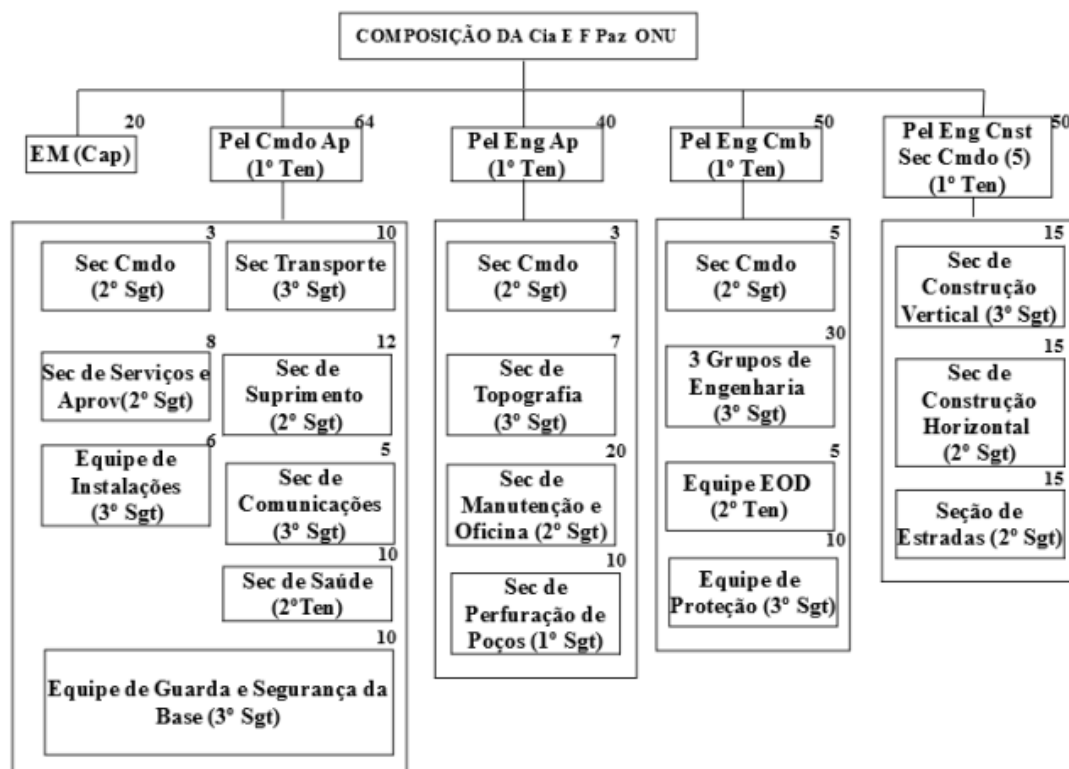 COMPOSIÇÃO DA Cia E F Paz ONU
20
EM (Cap)
64
Pel Cmdo Ap
(1º Ten)
40
Pel Eng Ap
(1º Ten)
50
Pel Eng Cmb
(1º Ten)
50
Pel Eng Cnst
Sec Cmdo (5)
(1º Ten)
3
Sec Cmdo
(2º Sgt)
10
Sec Transporte
(3º Sgt)
8
Sec de Serviços e
Aprov(2º Sgt)
12
Sec de
Suprimento
(2º Sgt)
6
Equipe de
Instalações
(3º Sgt)
5
Sec de
Comunicações
(3º Sgt)
10
Sec de Saúde
(2ºTen)
10
Equipe de Guarda e Segurança da
Base (3º Sgt)
3
Sec Cmdo
(2º Sgt)
7
Sec de
Topografia
(3º Sgt)
20
Sec de
Manutenção e
Oficina (2º Sgt)
10
Sec de
Perfuração de
Poços (1º Sgt)
5
Sec Cmdo
(2º Sgt)
30
3 Grupos de
Engenharia
(3º Sgt)
5
Equipe EOD
(2º Ten)
10
Equipe de
Proteção (3º Sgt)
15
Sec de
Construção
Vertical (3º Sgt)
15
Sec de
Construção
Horizontal
(2º Sgt)
15
Seção de
Estradas (2º Sgt)